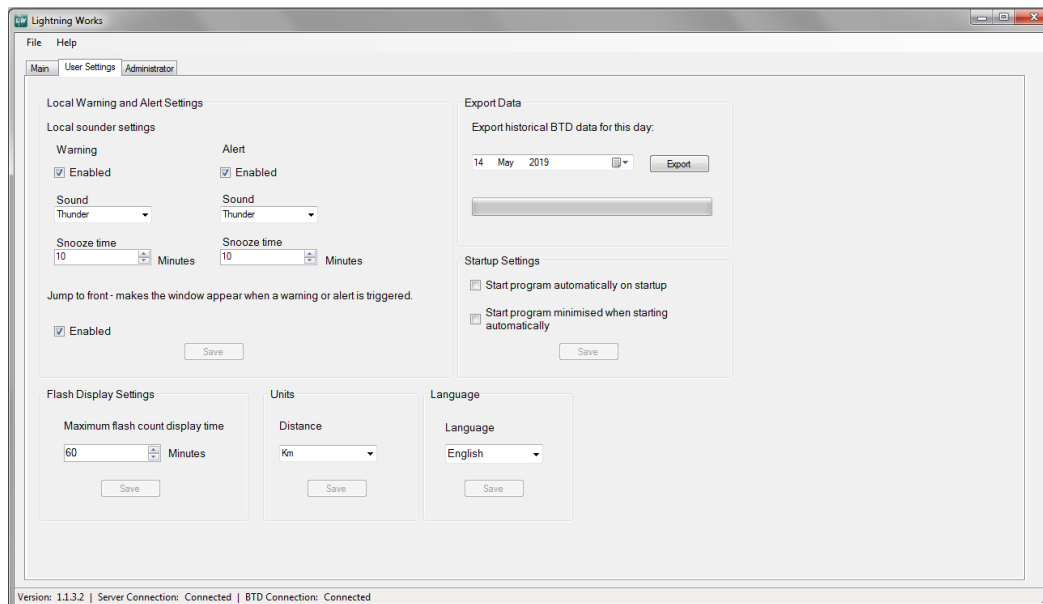 Lightning Works
File Help
Main User Settings Administrator
Local Warning and Alert Settings
Local sounder settings
Warning Alert
Enabled Enabled
Sound Sound
Thunder Thunder
Snooze time Snooze time
10 Minutes 10 Minutes
Jump to front - makes the window appear when a warning or alert is triggered.
Enabled
Save
Export Data
Export historical BTD data for this day:
14 May 2019 Export
Startup Settings
Start program automatically on startup
Start program minimised when starting
automatically
Save
Flash Display Settings
Maximum flash count display time
60 Minutes
Save
Units
Distance
Km
Save
Language
Language
English
Save
Version: 1.1.3.2 | Server Connection: Connected | BTD Connection: Connected